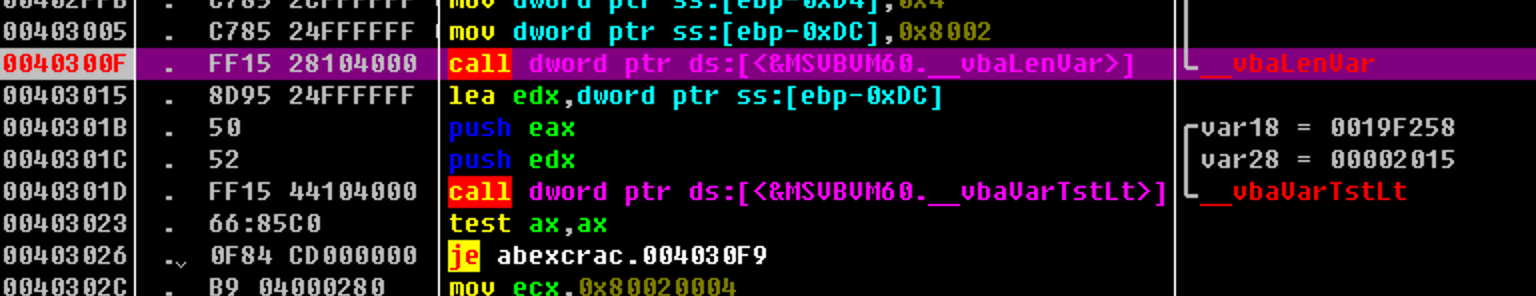 00402FFB . C785 2CFFFFFF mov dword ptr ss:[ebp-0xD4],0x4
00403005 . C785 24FFFFFF mov dword ptr ss:[ebp-0xDC],0x8002
0040300F . FF15 28104000 call dword ptr ds:[<&MSVBVM60.__vbaLenVar>] __vbaLenVar
00403015 . 8D95 24FFFFFF lea edx,dword ptr ss:[ebp-0xDC]
0040301B . 50 push eax var18 = 0019F258
0040301C . 52 push edx var28 = 00002015
0040301D . FF15 44104000 call dword ptr ds:[<&MSVBVM60.__vbaVarTstLt>] __vbaVarTstLt
00403023 . 66:85C0 test ax,ax
00403026 . 0F84 CD000000 je abexcrac.004030F9
0040302C . B9 04000280 mov ecx,0x80020004